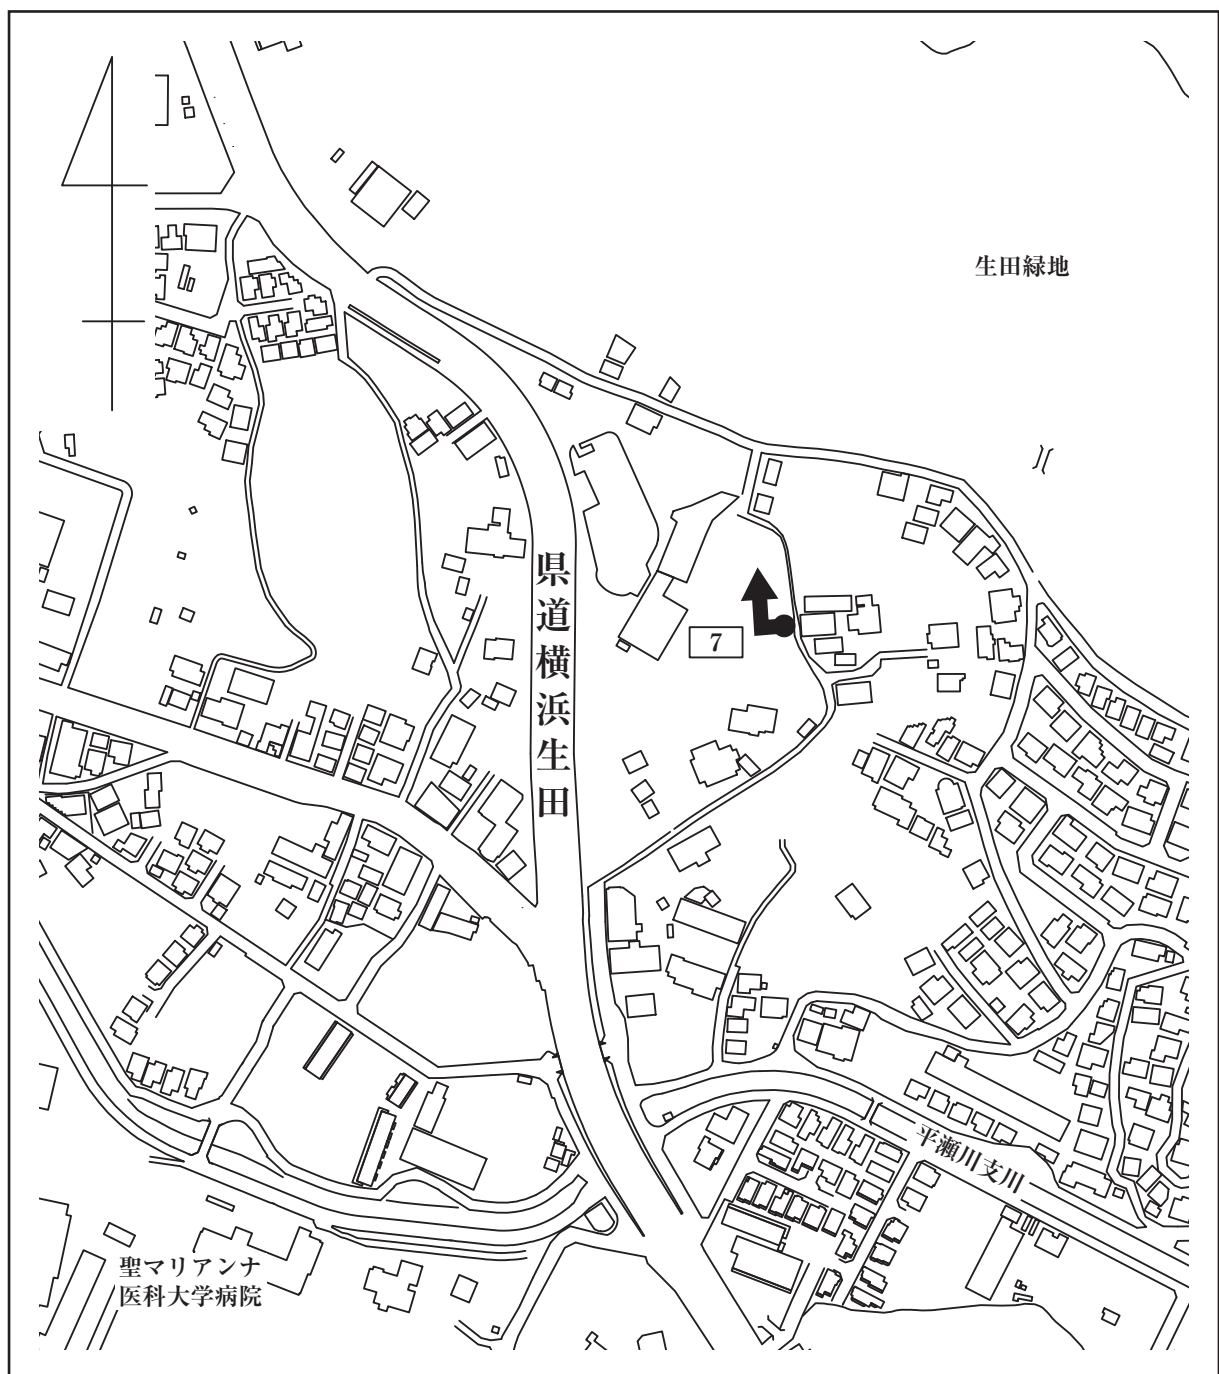 生田緑地
県道横浜生田
7
平瀬川支川
聖マリアンナ
医科大学病院